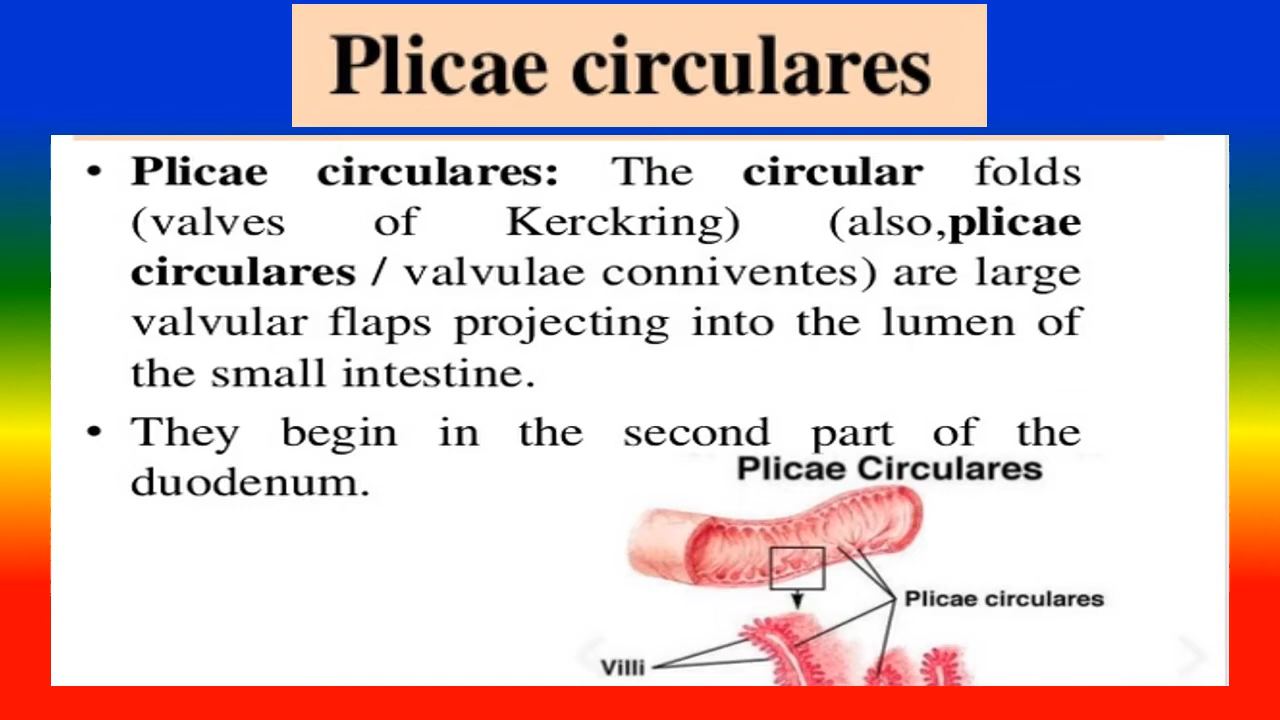 Plicae circulares
• Plicae circulares: The circular folds
(valves of Kerckring) (also,plicae
circulares / valvulae conniventes) are large
valvular flaps projecting into the lumen of
the small intestine.
• They begin in the second part of the
duodenum.
Plicae Circulares
Plicae circulares
Villi